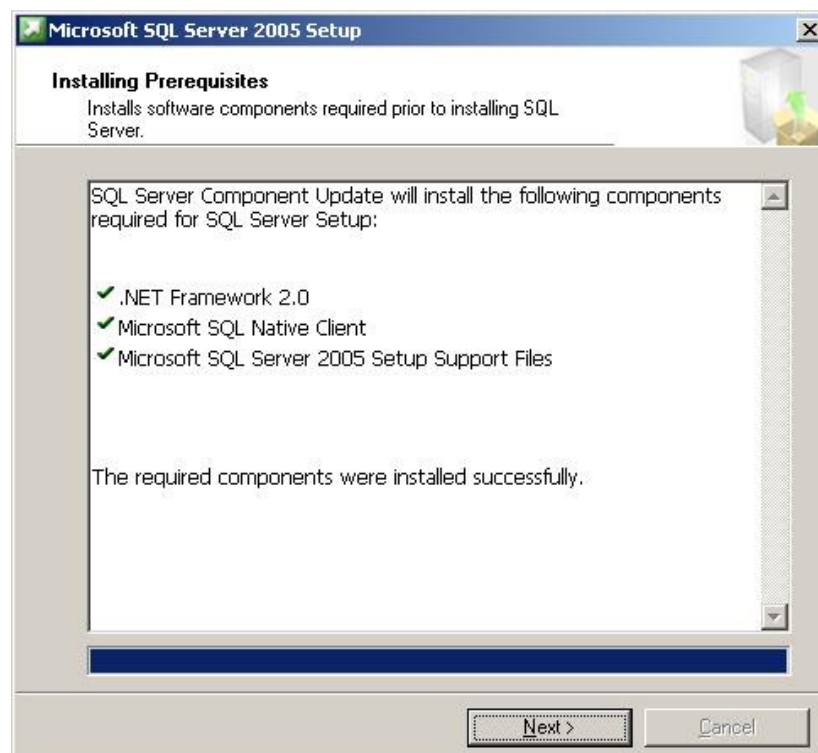 Microsoft SQL Server 2005 Setup
Installing Prerequisites
Installs software components required prior to installing SQL
Server.
SQL Server Component Update will install the following components
required for SQL Server Setup:
.NET Framework 2.0
Microsoft SQL Native Client
Microsoft SQL Server 2005 Setup Support Files
The required components were installed successfully.
Next >
Cancel